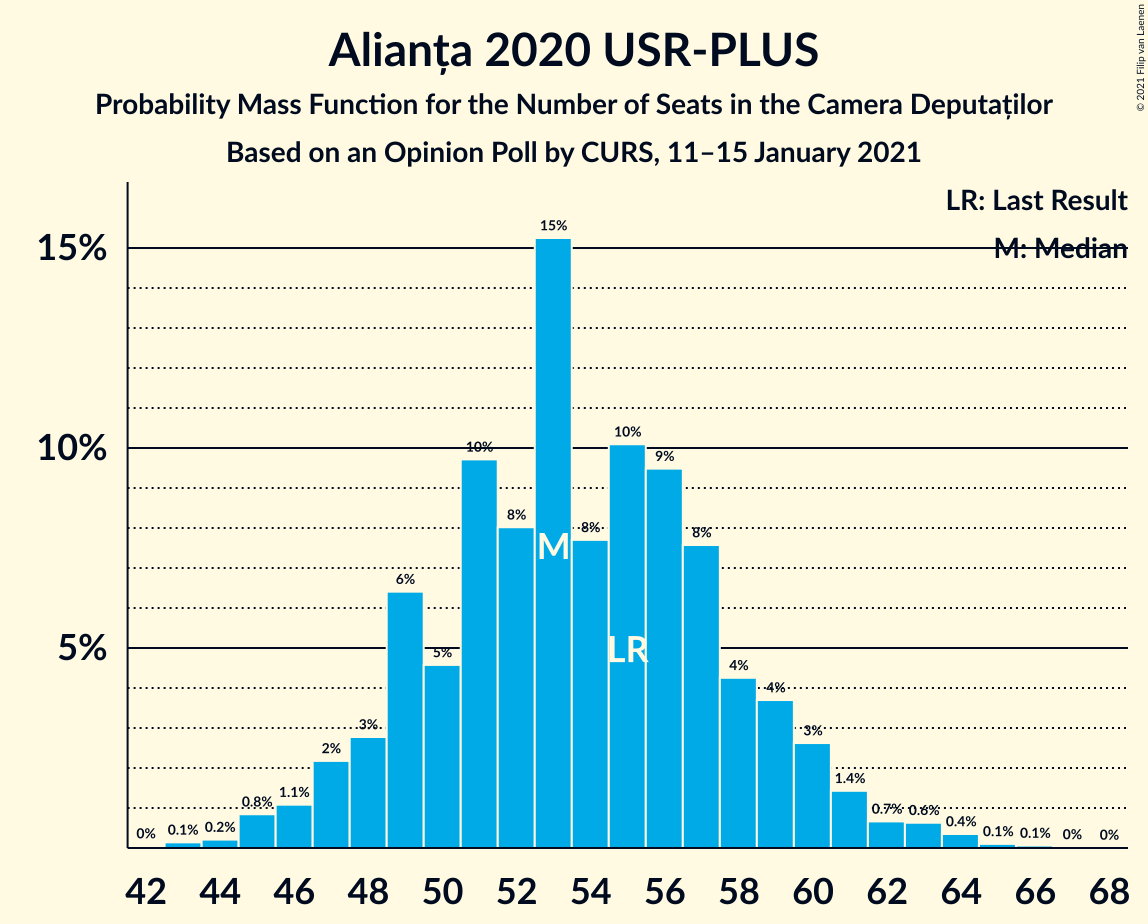 Alianța 2020 USR-PLUS
Probability Mass Function for the Number of Seats in the Camera Deputaților
Based on an Opinion Poll by CURS, 11–15 January 2021
© 2021 Filip van Laenen
LR: Last Result
M: Median
15%
10%
5%
0% 0.1% 0.2% 0.8% 1.1% 2% 3% 6% 5% 10% 8% 15% 8% 10% 9% 8% 4% 4% 3% 1.4% 0.7% 0.6% 0.4% 0.1% 0.1% 0% 0%
M
LR
42 44 46 48 50 52 54 56 58 60 62 64 66 68